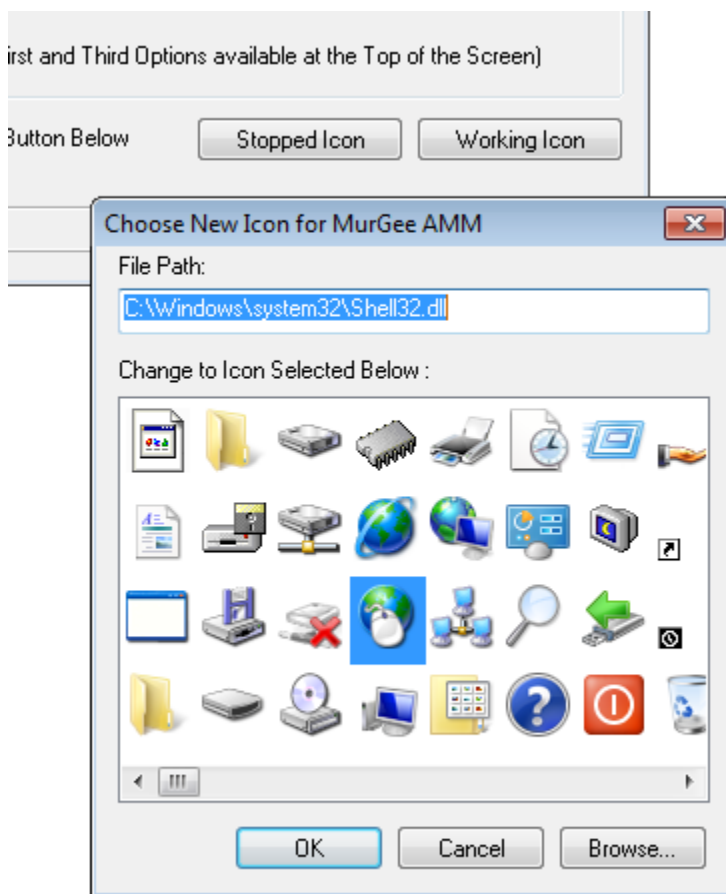 irst and Third Options available at the Top of the Screen)
Button Below
Stopped Icon
Working Icon
Choose New Icon for MurGee AMM
File Path:
C:\Windows\system32\Shell32.dll
Change to Icon Selected Below :
OK
Cancel
Browse...